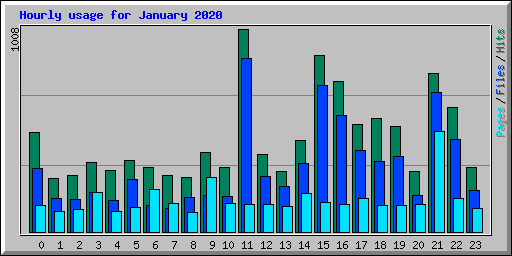 Hourly usage for January 2020
1008
Pages/Files/Hits
0 1 2 3 4 5 6 7 8 9 10 11 12 13 14 15 16 17 18 19 20 21 22 23